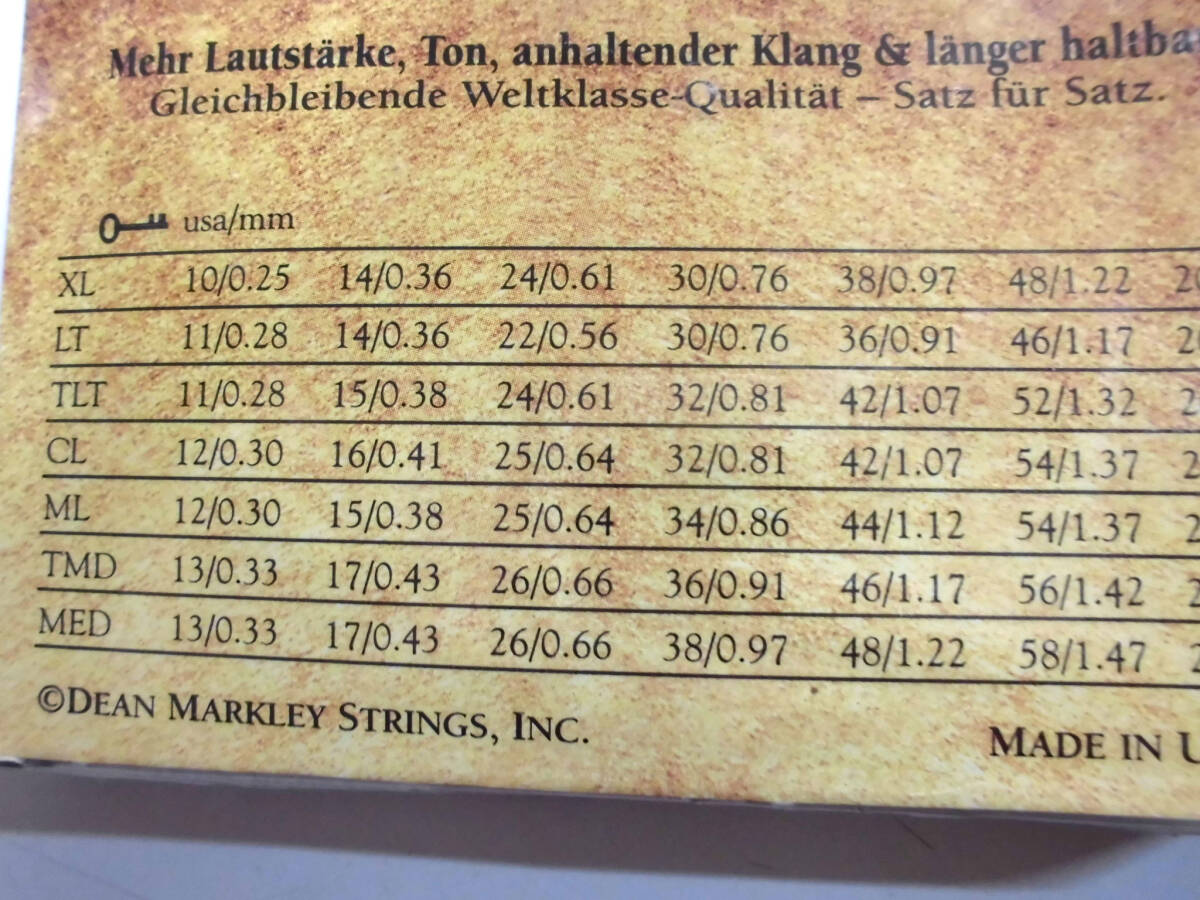 Mehr Lautstärke, Ton, anhaltender Klang & länger
Gleichbleibende Weltklasse-Qualität – Satz für Satz.
usa/mm
XL 10/0.25 14/0.36 24/0.61 30/0.76 38/0.97 48/1.22
LT 11/0.28 14/0.36 22/0.56 30/0.76 36/0.91 46/1.17
TLT 11/0.28 15/0.38 24/0.61 32/0.81 42/1.07 52/1.32
CL 12/0.30 16/0.41 25/0.64 32/0.81 42/1.07 54/1.37
ML 12/0.30 15/0.38 25/0.64 34/0.86 44/1.12 54/1.37
TMD 13/0.33 17/0.43 26/0.66 36/0.91 46/1.17 56/1.42
MED 13/0.33 17/0.43 26/0.66 38/0.97 48/1.22 58/1.47
©DEAN MARKLEY STRINGS, INC.
MADE IN